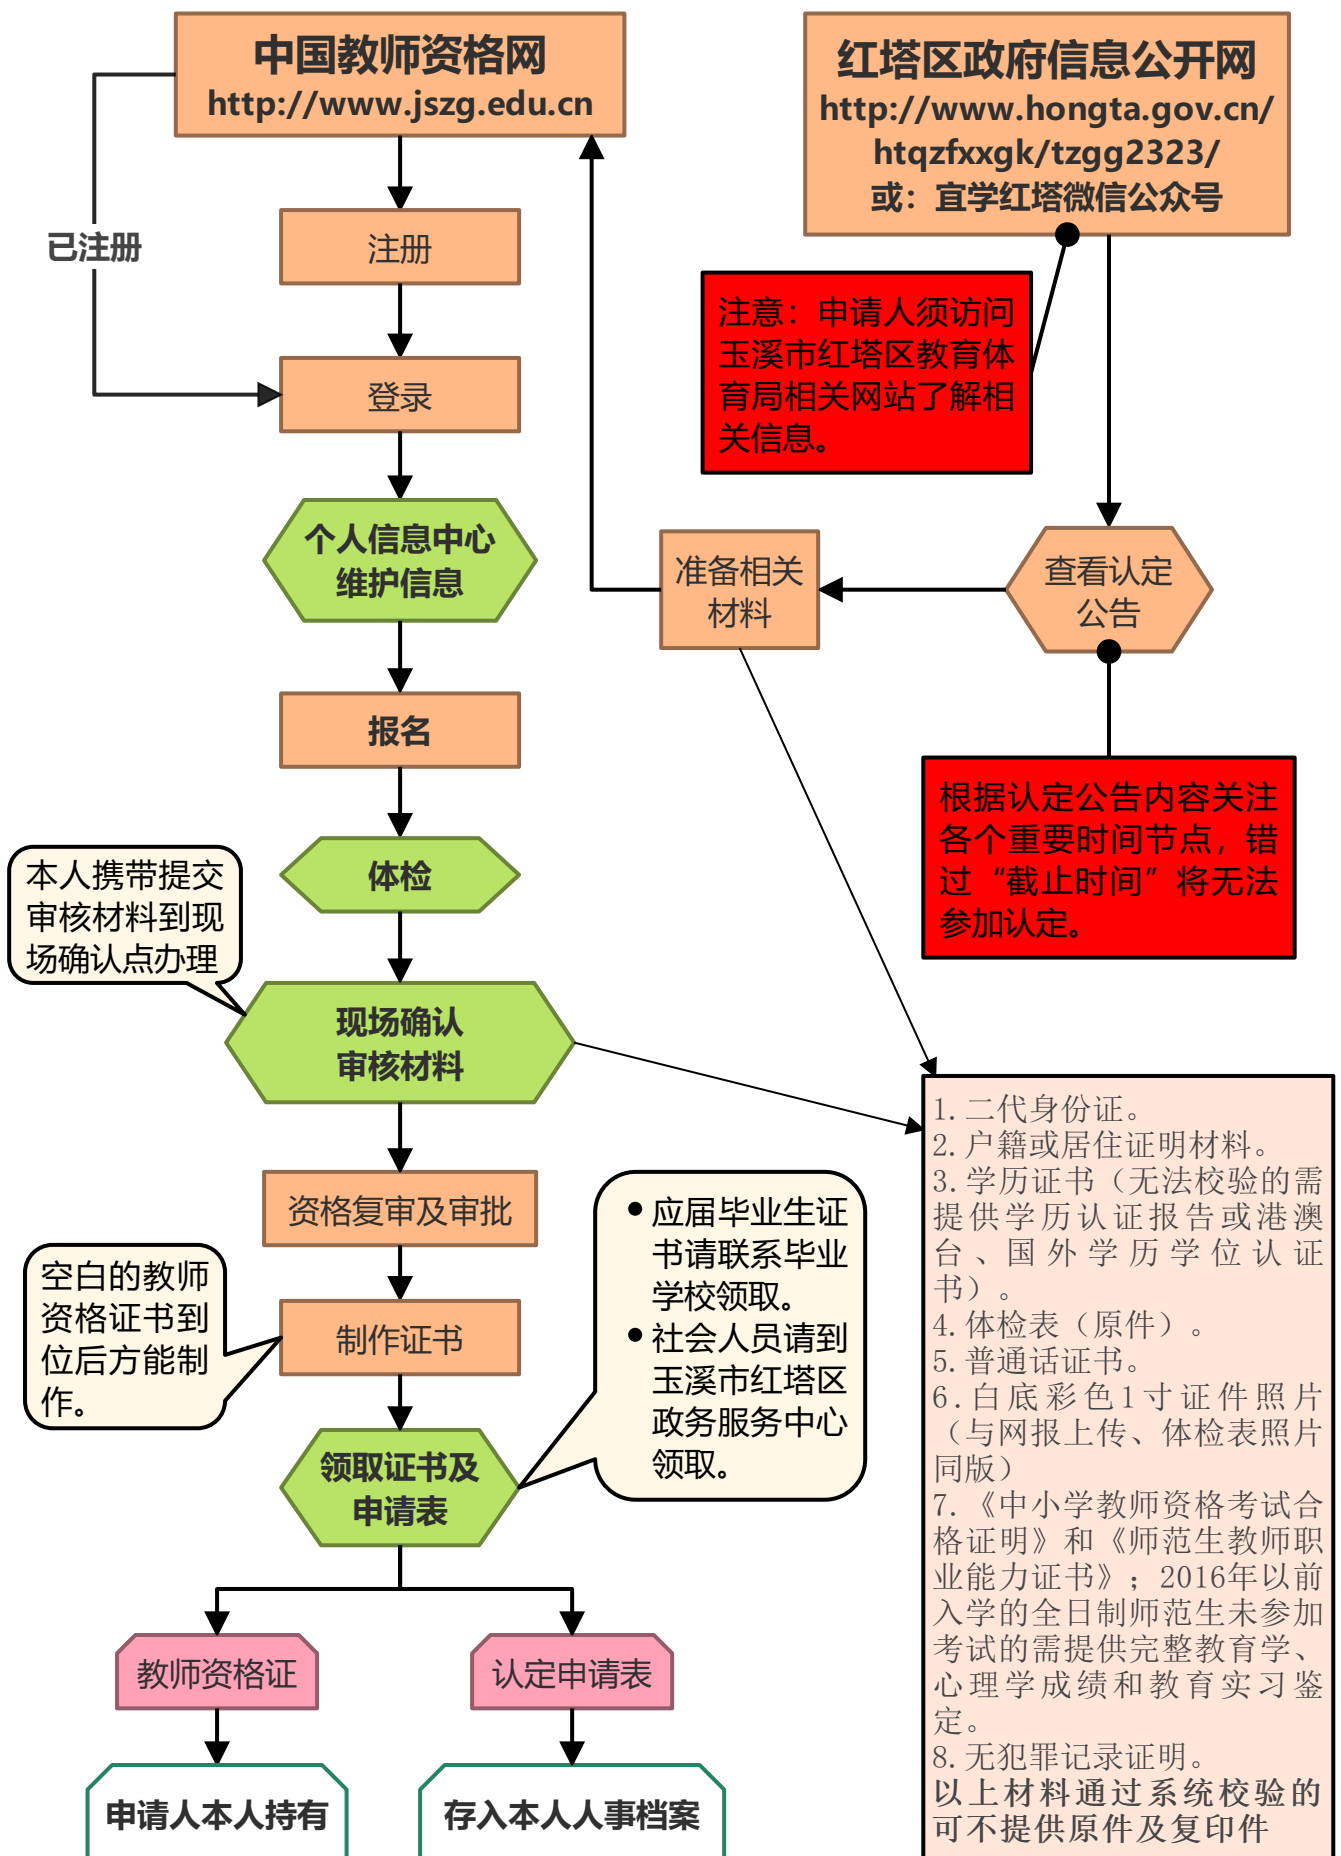 中国教师资格网
http://www.jszg.edu.cn
红塔区政府信息公开网
http://www.hongta.gov.cn/
htqzfxxgk/tzgg2323/
或：宜学红塔微信公众号
已注册
注册
登录
注意：申请人须访问
玉溪市红塔区教育体
育局相关网站了解相
关信息。
个人信息中心
维护信息
准备相关
材料
查看认定
公告
报名
根据认定公告内容关注
各个重要时间节点，错
过“截止时间”将无法
参加认定。
体检
本人携带提交
审核材料到现
场确认点办理
现场确认
审核材料
资格复审及审批
空白的教师
资格证书到
位后方能制
作。
制作证书
应届毕业生证
书请联系毕业
学校领取。
社会人员请到
玉溪市红塔区
政务服务中心
领取。
领取证书及
申请表
教师资格证
认定申请表
申请人本人持有
存入本人人事档案
1.二代身份证。
2.户籍或居住证明材料。
3.学历证书（无法校验的需
提供学历认证报告或港澳
台、国外学历学位认证
书）。
4.体检表（原件）。
5.普通话证书。
6.白底彩色1寸证件照片
（与网报上传、体检表照片
同版）
7.《中小学教师资格考试合
格证明》和《师范生教师职
业能力证书》；2016年以前
入学的全日制师范生未参加
考试的需提供完整教育学、
心理学成绩和教育实习鉴
定。
8.无犯罪记录证明。
以上材料通过系统校验的
可不提供原件及复印件